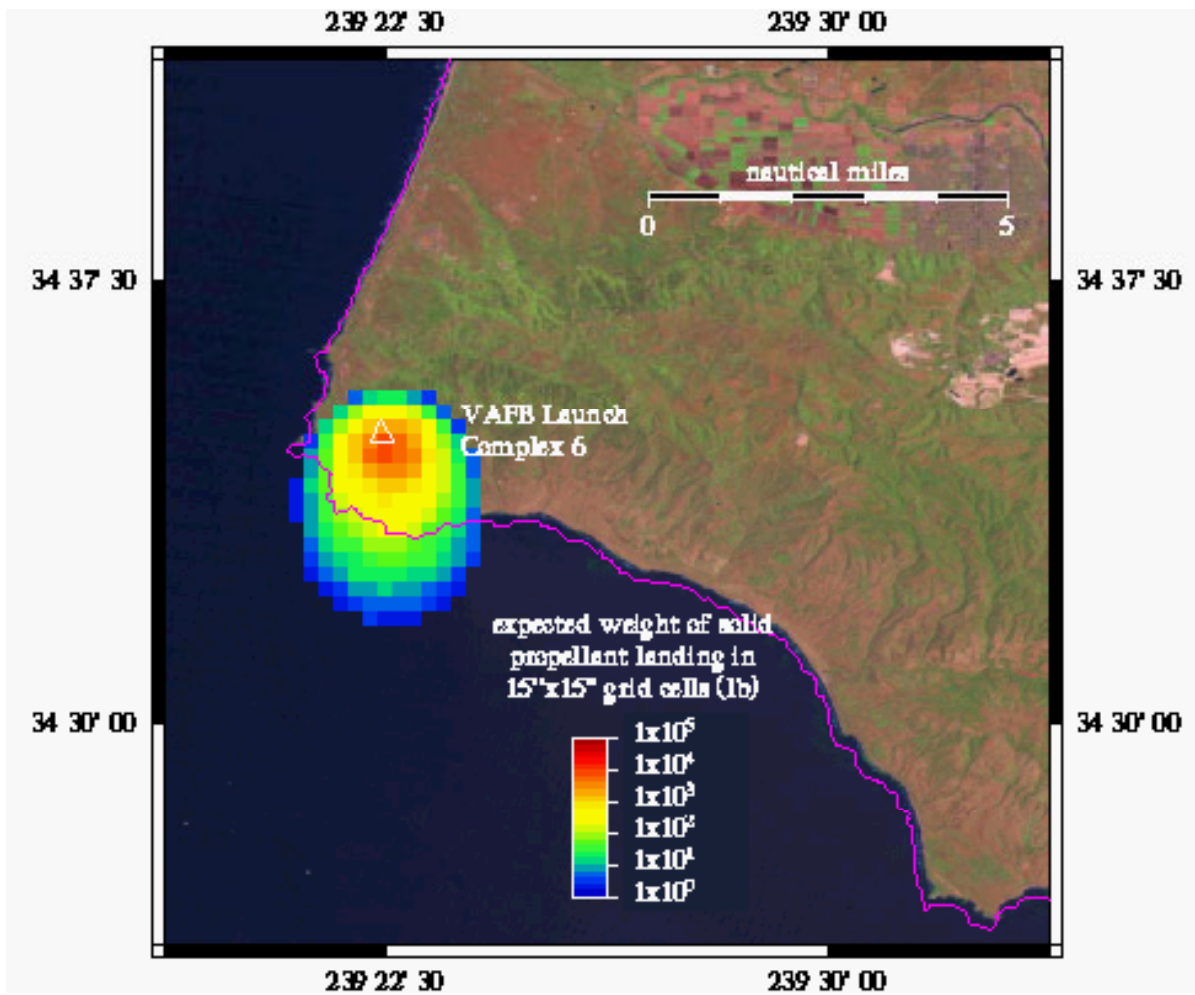 239 22' 30
239 30' 00
nautical miles
0
5
34 37' 30
34 37' 30
VAFB Launch
Complex 6
expected weight of solid
propellant landing in
15"x15" grid cells (lb)
34 30' 00
34 30' 00
1x10⁵
1x10⁴
1x10³
1x10²
1x10¹
1x10⁰
239 22' 30
239 30' 00